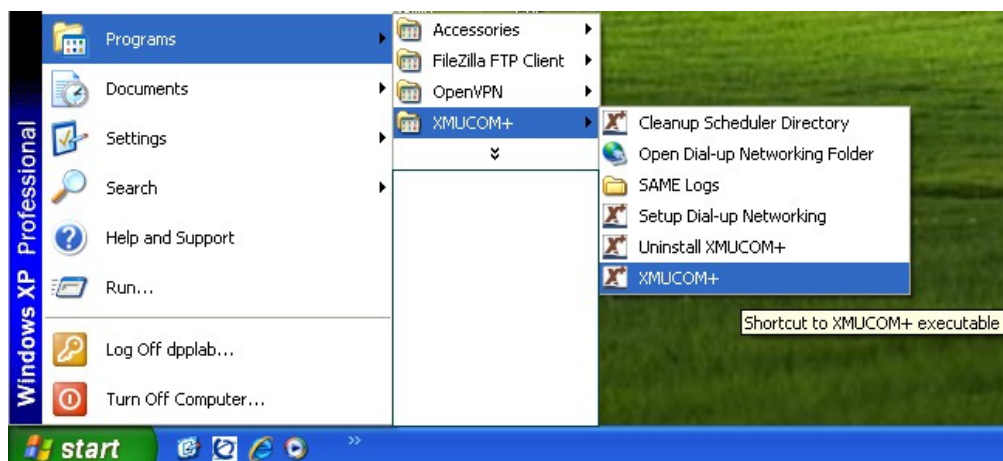 Windows XP Professional
Programs
Documents
Settings
Search
Help and Support
Run...
Log Off dpplab...
Turn Off Computer...
Accessories
FileZilla FTP Client
OpenVPN
XMUCOM+
Cleanup Scheduler Directory
Open Dial-up Networking Folder
SAME Logs
Setup Dial-up Networking
Uninstall XMUCOM+
XMUCOM+
Shortcut to XMUCOM+ executable
start